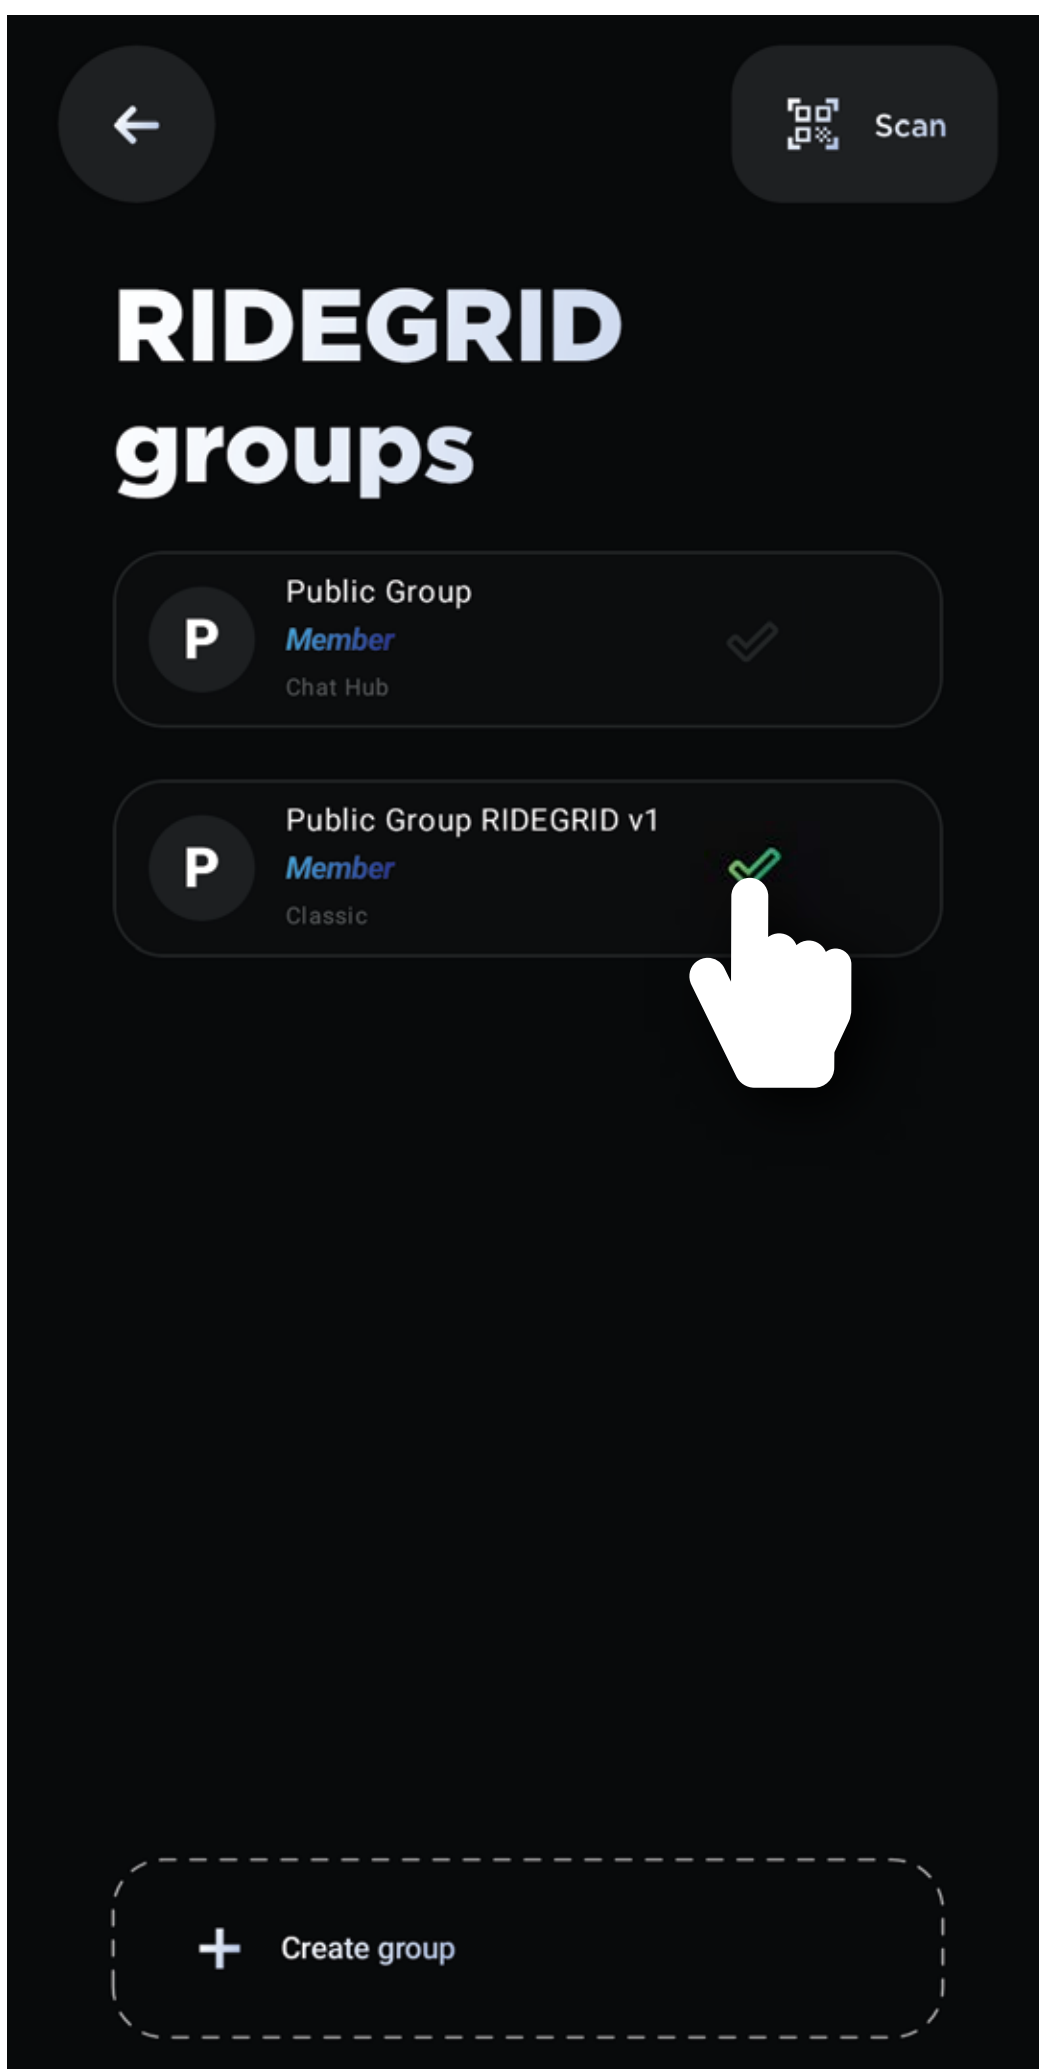 Scan
RIDEGRID
groups
P
Public Group
Member
Chat Hub
P
Public Group RIDEGRID v1
Member
Classic
Create group